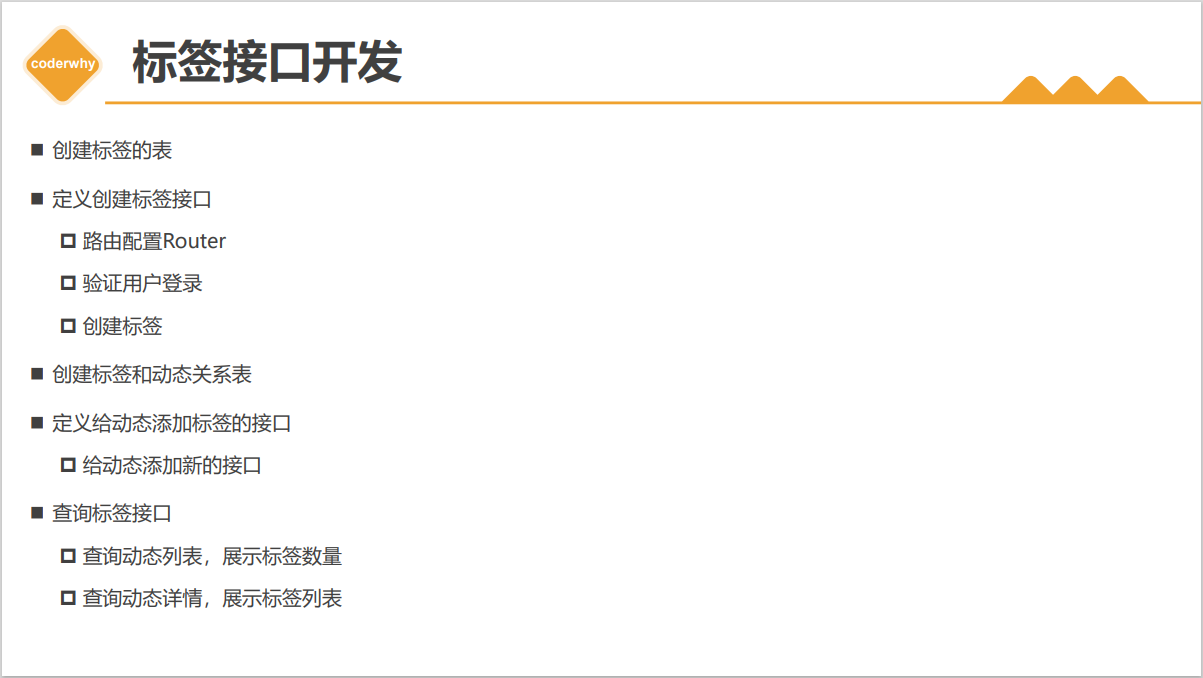 coderwhy
标签接口开发
创建标签的表
定义创建标签接口
路由配置Router
验证用户登录
创建标签
创建标签和动态关系表
定义给动态添加标签的接口
给动态添加新的接口
查询标签接口
查询动态列表，展示标签数量
查询动态详情，展示标签列表